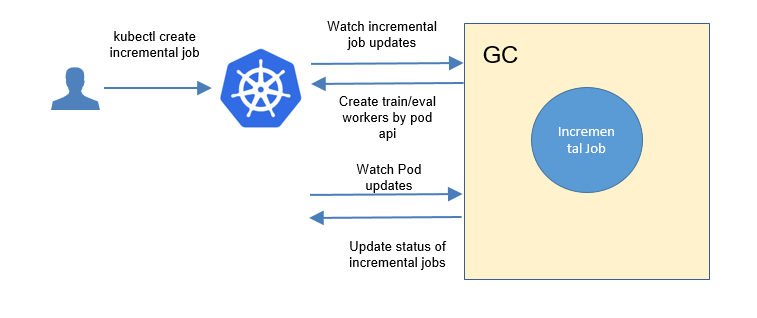 kubectl create
incremental job
Watch incremental
job updates
Create train/eval
workers by pod
api
Watch Pod
updates
Update status of
incremental jobs
GC
Incremen
tal Job